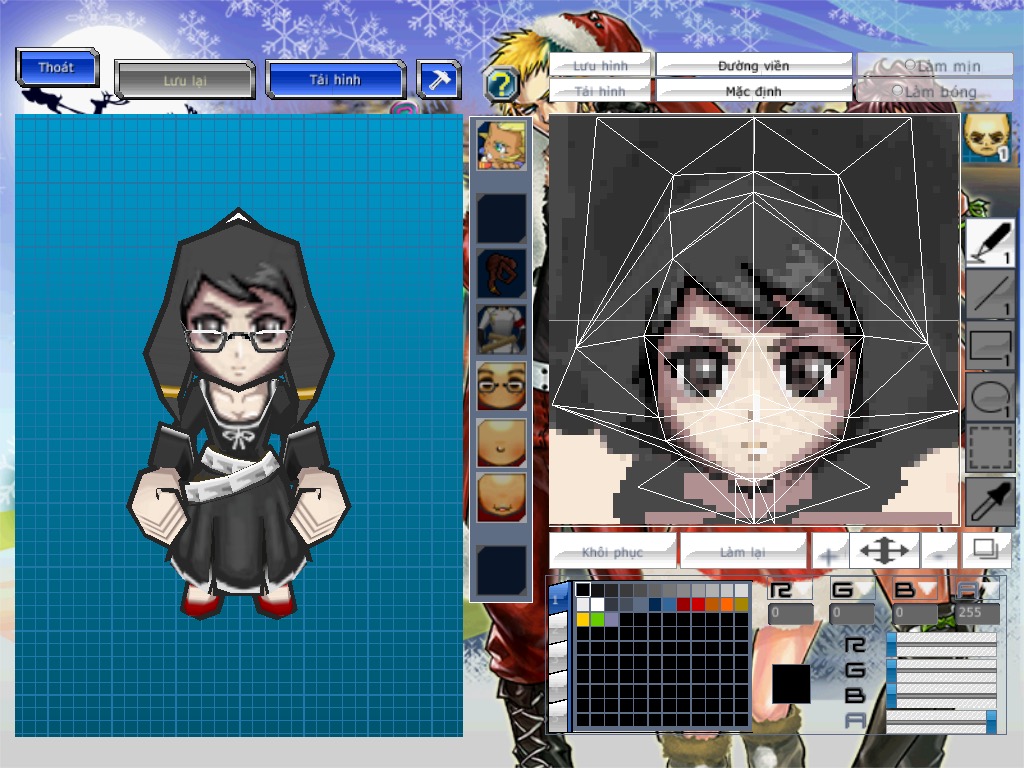 Thoát
Lưu lại
Tải hình
?
Lưu hình
Đường viền
Làm mịn
Tải hình
Mặc định
Làm bóng
1
1
1
1
1
Khôi phục
Làm lại
+
-
1
R G B A
0 0 0 255
R
G
B
A